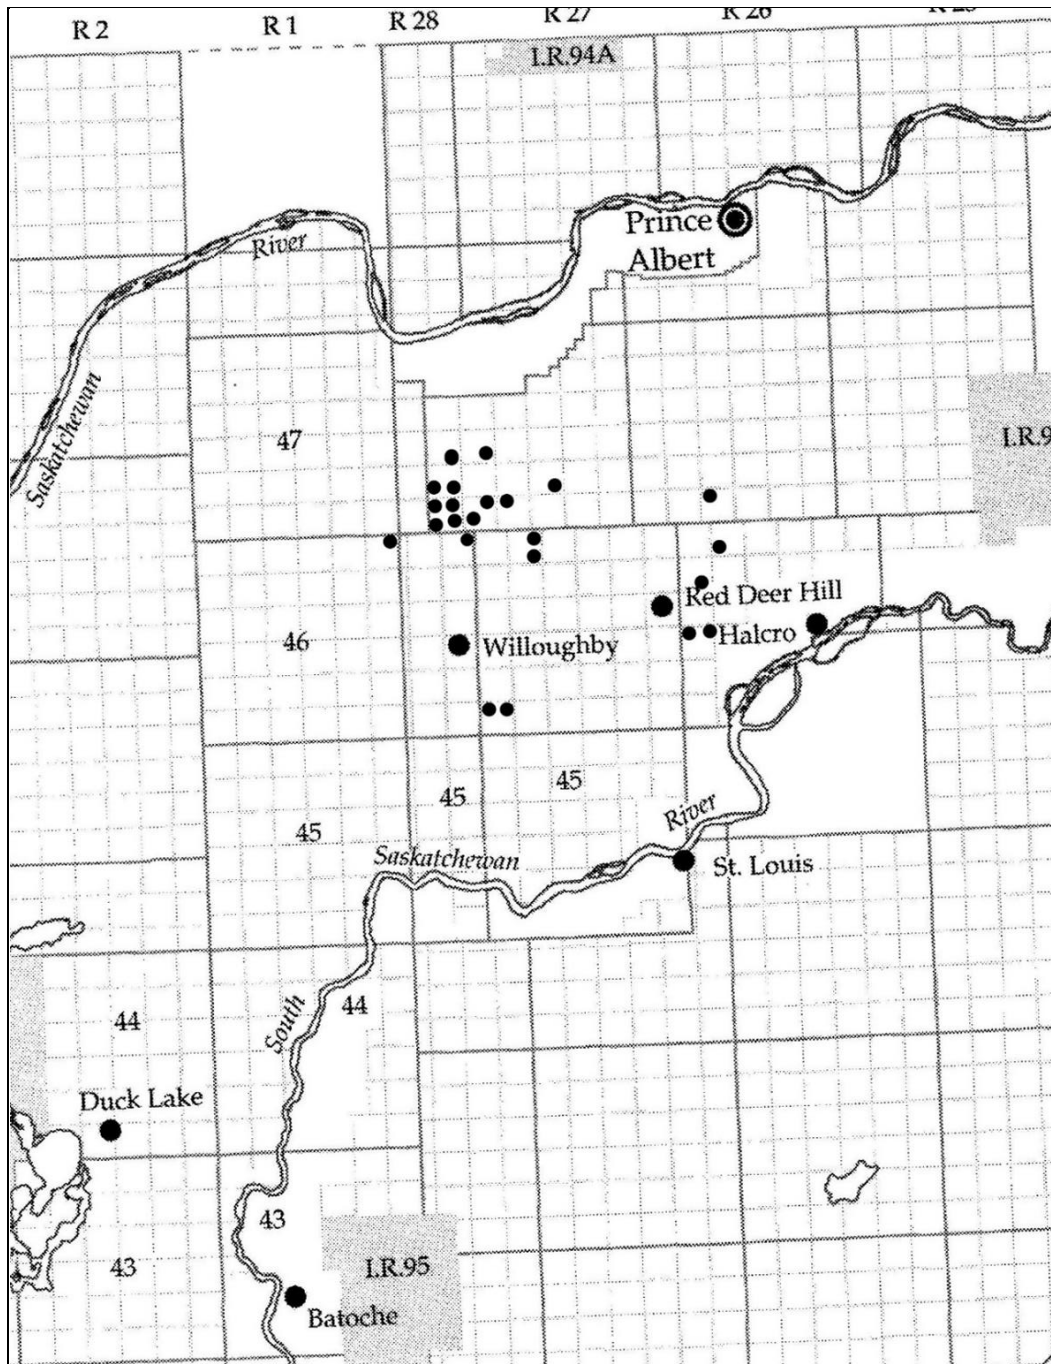 R 2
R 1
R 28
R 27
R 26
R 25
I.R.94A
Prince
Albert
River
Saskatchewan
47
I.R.9
Red Deer Hill
Halcro
46
Willoughby
45
45
45
River
Saskatchewan
St. Louis
44
44
South
Duck Lake
43
43
I.R.95
Batoche